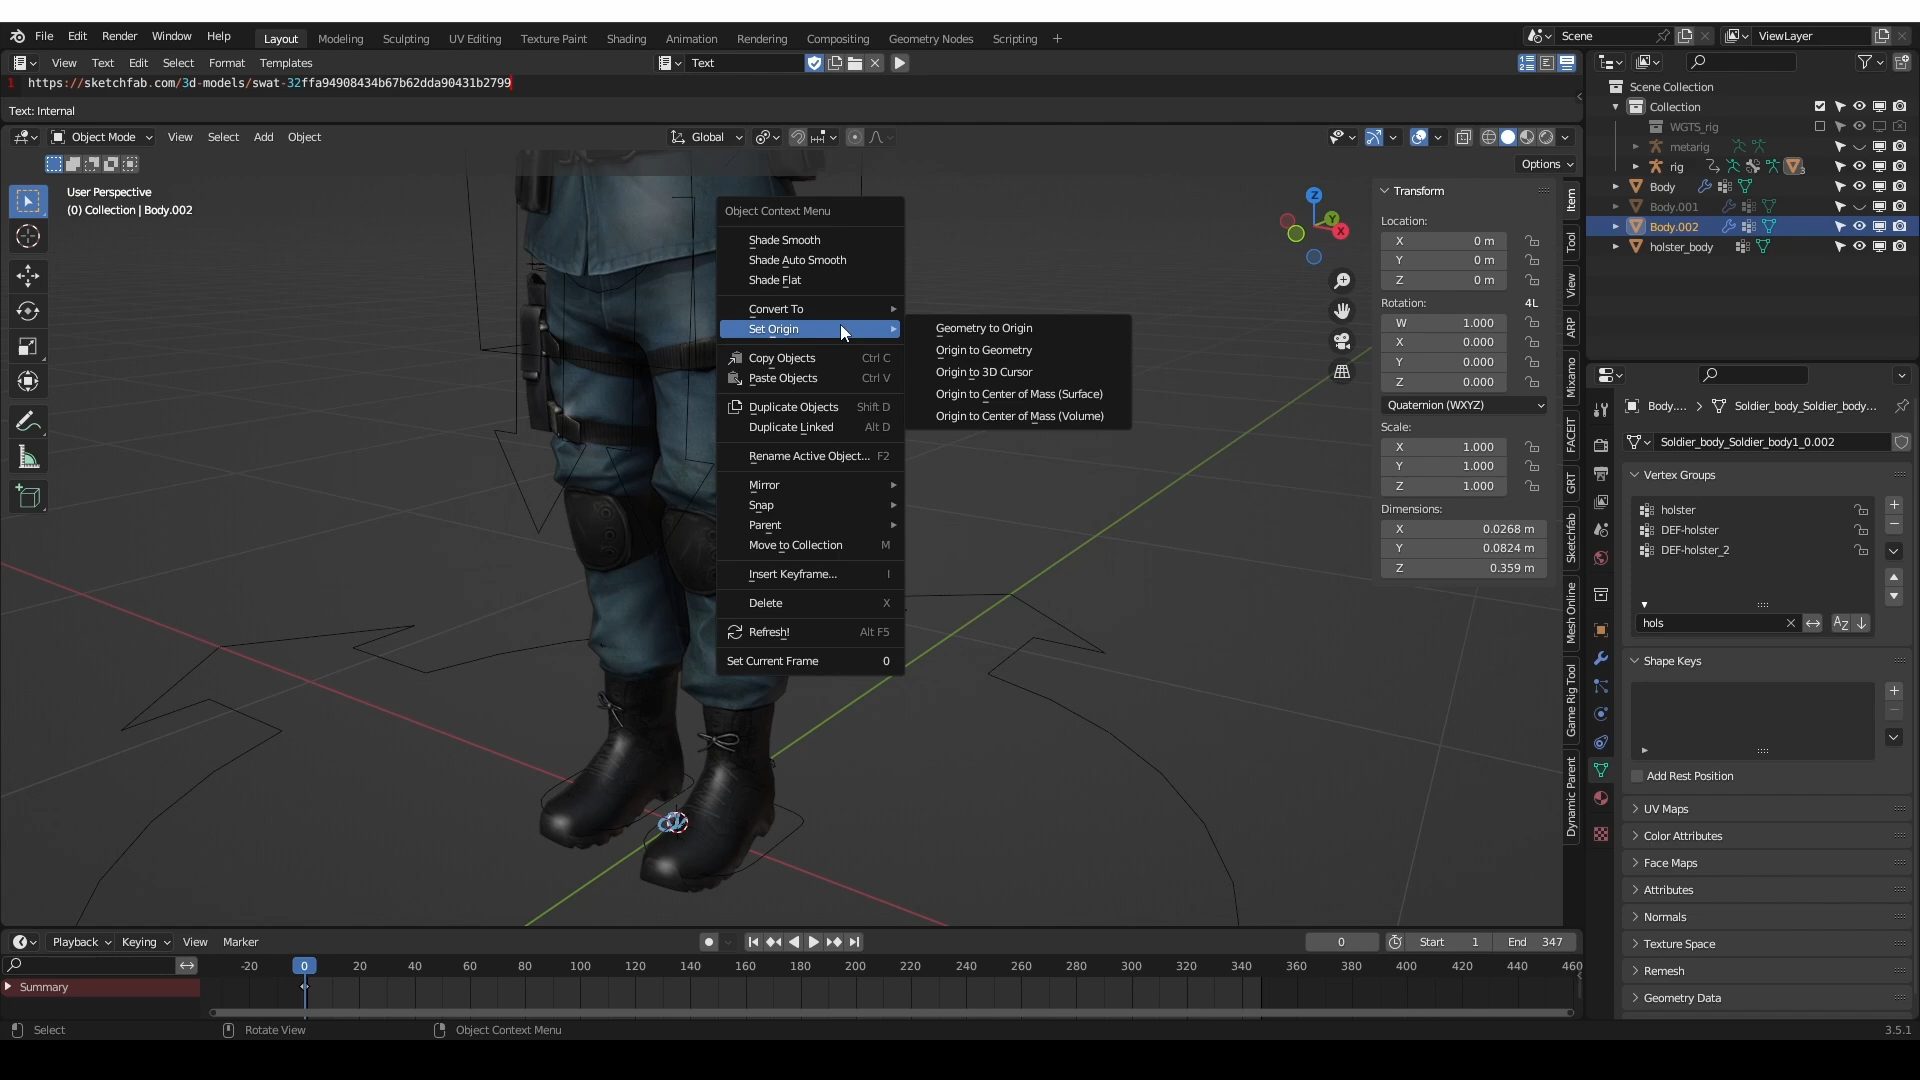 File Edit Render Window Help Layout Modeling Sculpting UV Editing Texture Paint Shading Animation Rendering Compositing Geometry Nodes Scripting + Scene ViewLayer
View Text Edit Select Format Templates Text
1 https://sketchfab.com/3d-models/swat-32ffa94908434b67b62dda90431b2799
Text: Internal
Object Mode View Select Add Object Global
Options
User Perspective
(0) Collection | Body.002
Z
Y
X
Object Context Menu
Shade Smooth
Shade Auto Smooth
Shade Flat
Convert To
Set Origin
Copy Objects Ctrl C
Paste Objects Ctrl V
Duplicate Objects Shift D
Duplicate Linked Alt D
Rename Active Object... F2
Mirror
Snap
Parent
Move to Collection M
Insert Keyframe... I
Delete X
Refresh! Alt F5
Set Current Frame 0
Geometry to Origin
Origin to Geometry
Origin to 3D Cursor
Origin to Center of Mass (Surface)
Origin to Center of Mass (Volume)
Transform
Location:
X 0 m
Y 0 m
Z 0 m
Rotation: 4L
W 1.000
X 0.000
Y 0.000
Z 0.000
Quaternion (WXYZ)
Scale:
X 1.000
Y 1.000
Z 1.000
Dimensions:
X 0.0268 m
Y 0.0824 m
Z 0.359 m
Item
Tool
View
ARP
Mixamo
FACEIT
GRT
Sketchfab
Mesh Online
Game Rig Tool
Dynamic Parent
Scene Collection
Collection
WGTS_rig
metarig
rig 3
Body
Body.001
Body.002
holster_body
Body.... Soldier_body_Soldier_body...
Soldier_body_Soldier_body1_0.002
Vertex Groups
holster
DEF-holster
DEF-holster_2
hols
Shape Keys
Add Rest Position
UV Maps
Color Attributes
Face Maps
Attributes
Normals
Texture Space
Remesh
Geometry Data
Playback Keying View Marker 0 Start 1 End 347
-20 0 20 40 60 80 100 120 140 160 180 200 220 240 260 280 300 320 340 360 380 400 420 440 460
Summary
Select Rotate View Object Context Menu 3.5.1